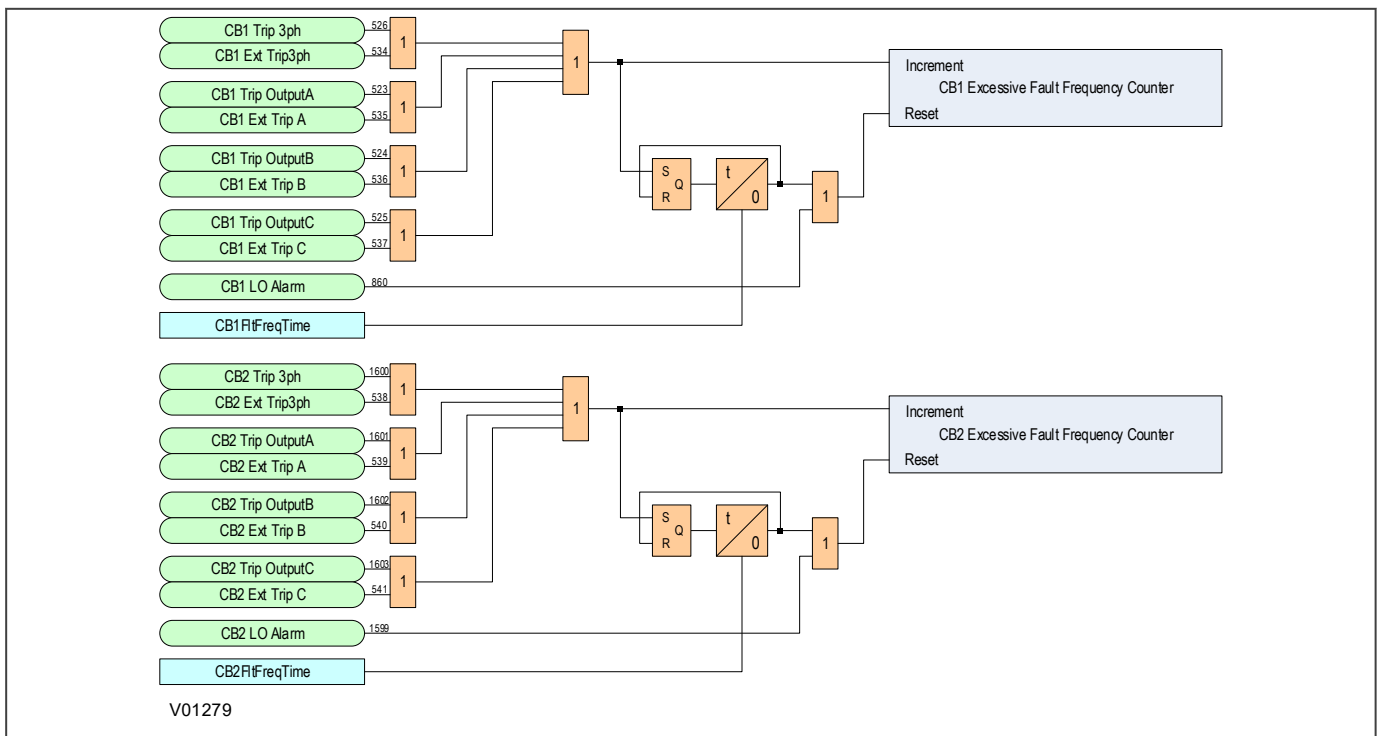 CB1 Trip 3ph
526
CB1 Ext Trip3ph
534
1
CB1 Trip OutputA
523
CB1 Ext Trip A
535
1
CB1 Trip OutputB
524
CB1 Ext Trip B
536
1
CB1 Trip OutputC
525
CB1 Ext Trip C
537
1
CB1 LO Alarm
860
CB1FltFreqTime
1
S
Q
R
t
0
1
Increment
CB1 Excessive Fault Frequency Counter
Reset
CB2 Trip 3ph
1600
CB2 Ext Trip3ph
538
1
CB2 Trip OutputA
1601
CB2 Ext Trip A
539
1
CB2 Trip OutputB
1602
CB2 Ext Trip B
540
1
CB2 Trip OutputC
1603
CB2 Ext Trip C
541
1
CB2 LO Alarm
1599
CB2FltFreqTime
1
S
Q
R
t
0
1
Increment
CB2 Excessive Fault Frequency Counter
Reset
V01279